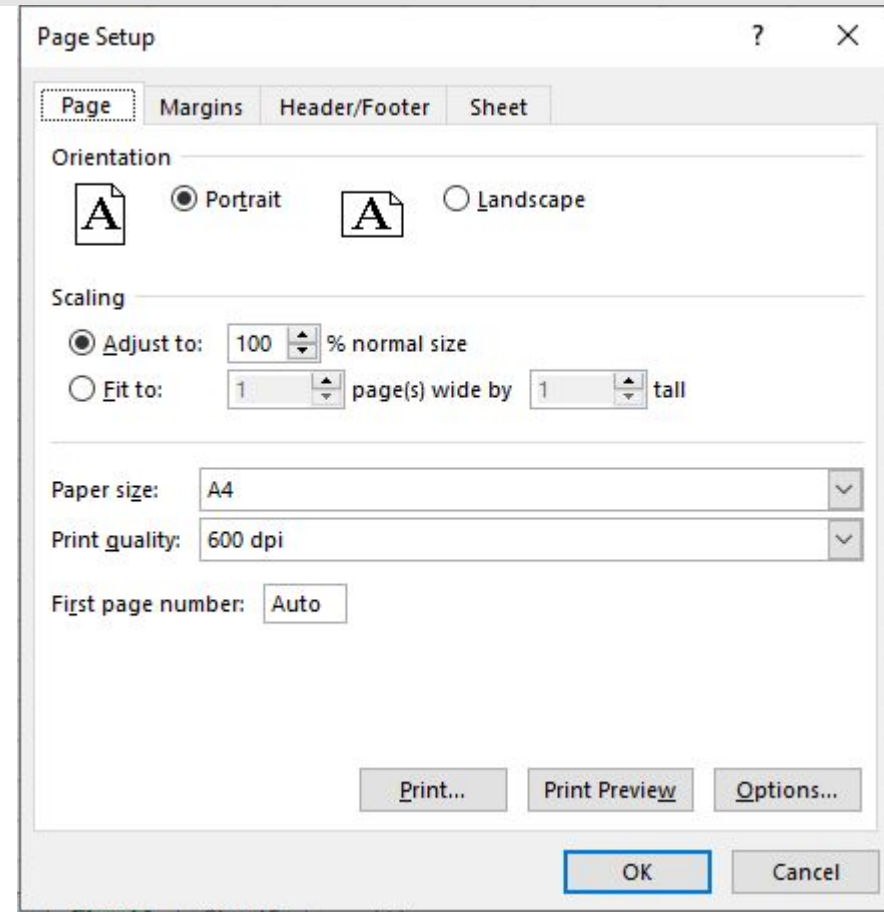 Page Setup ?
Page Margins Header/Footer Sheet
Orientation
A Portrait A Landscape
Scaling
Adjust to: 100 % normal size
Fit to: 1 page(s) wide by 1 tall
Paper size: A4
Print quality: 600 dpi
First page number: Auto
Print... Print Preview Options...
OK Cancel